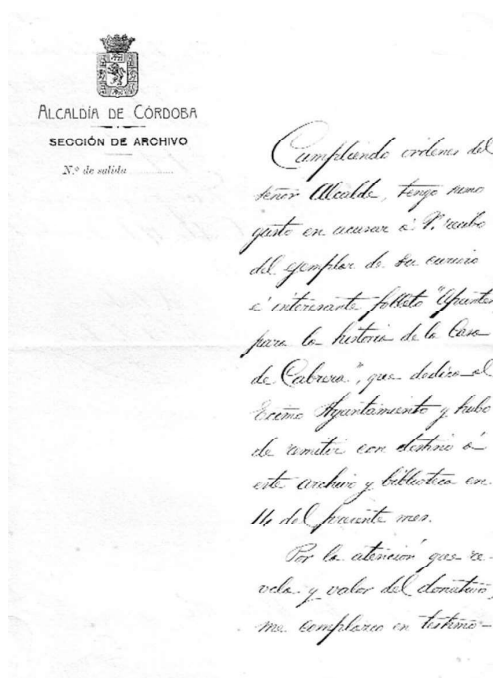 ALCALDÍA DE CÓRDOBA
SECCIÓN DE ARCHIVO
N.º de salida
Cumpliendo ordenes del
señor Alcalde, tengo sumo
gusto en acusar á V. recibo
del ejemplar de su curioso
é interesante folleto "Apuntes
para la historia de la Casa
de Cabrera", que dedica al
Excmo Ayuntamiento y hubo
de remitir con destino á
este archivo y biblioteca en
14 del presente mes.
Por la atención que re-
vela y valor del donativo,
me complazco en testimo-